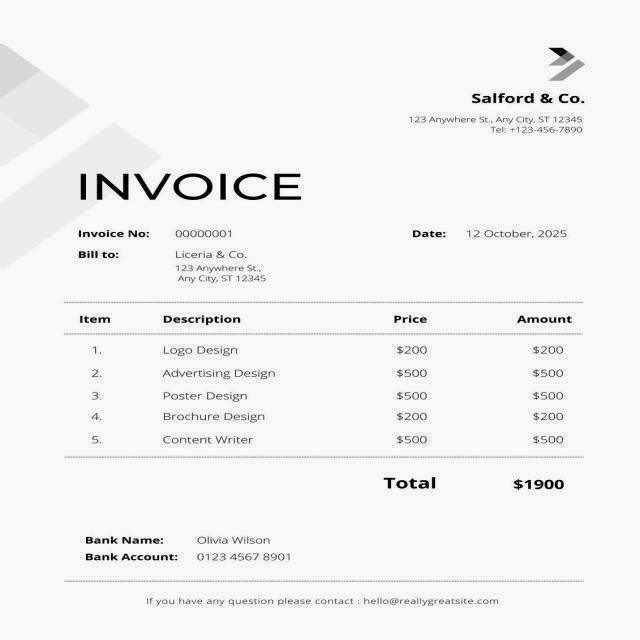 Salford & Co.
123 Anywhere St., Any City, ST 12345
Tel: +123-456-7890
INVOICE
Invoice No: 00000001 Date: 12 October, 2025
Bill to: Liceria & Co.
123 Anywhere St.,
Any City, ST 12345
Item Description Price Amount
1. Logo Design $200 $200
2. Advertising Design $500 $500
3. Poster Design $500 $500
4. Brochure Design $200 $200
5. Content Writer $500 $500
Total $1900
Bank Name: Olivia Wilson
Bank Account: 0123 4567 8901
If you have any question please contact : hello@reallygreatsite.com